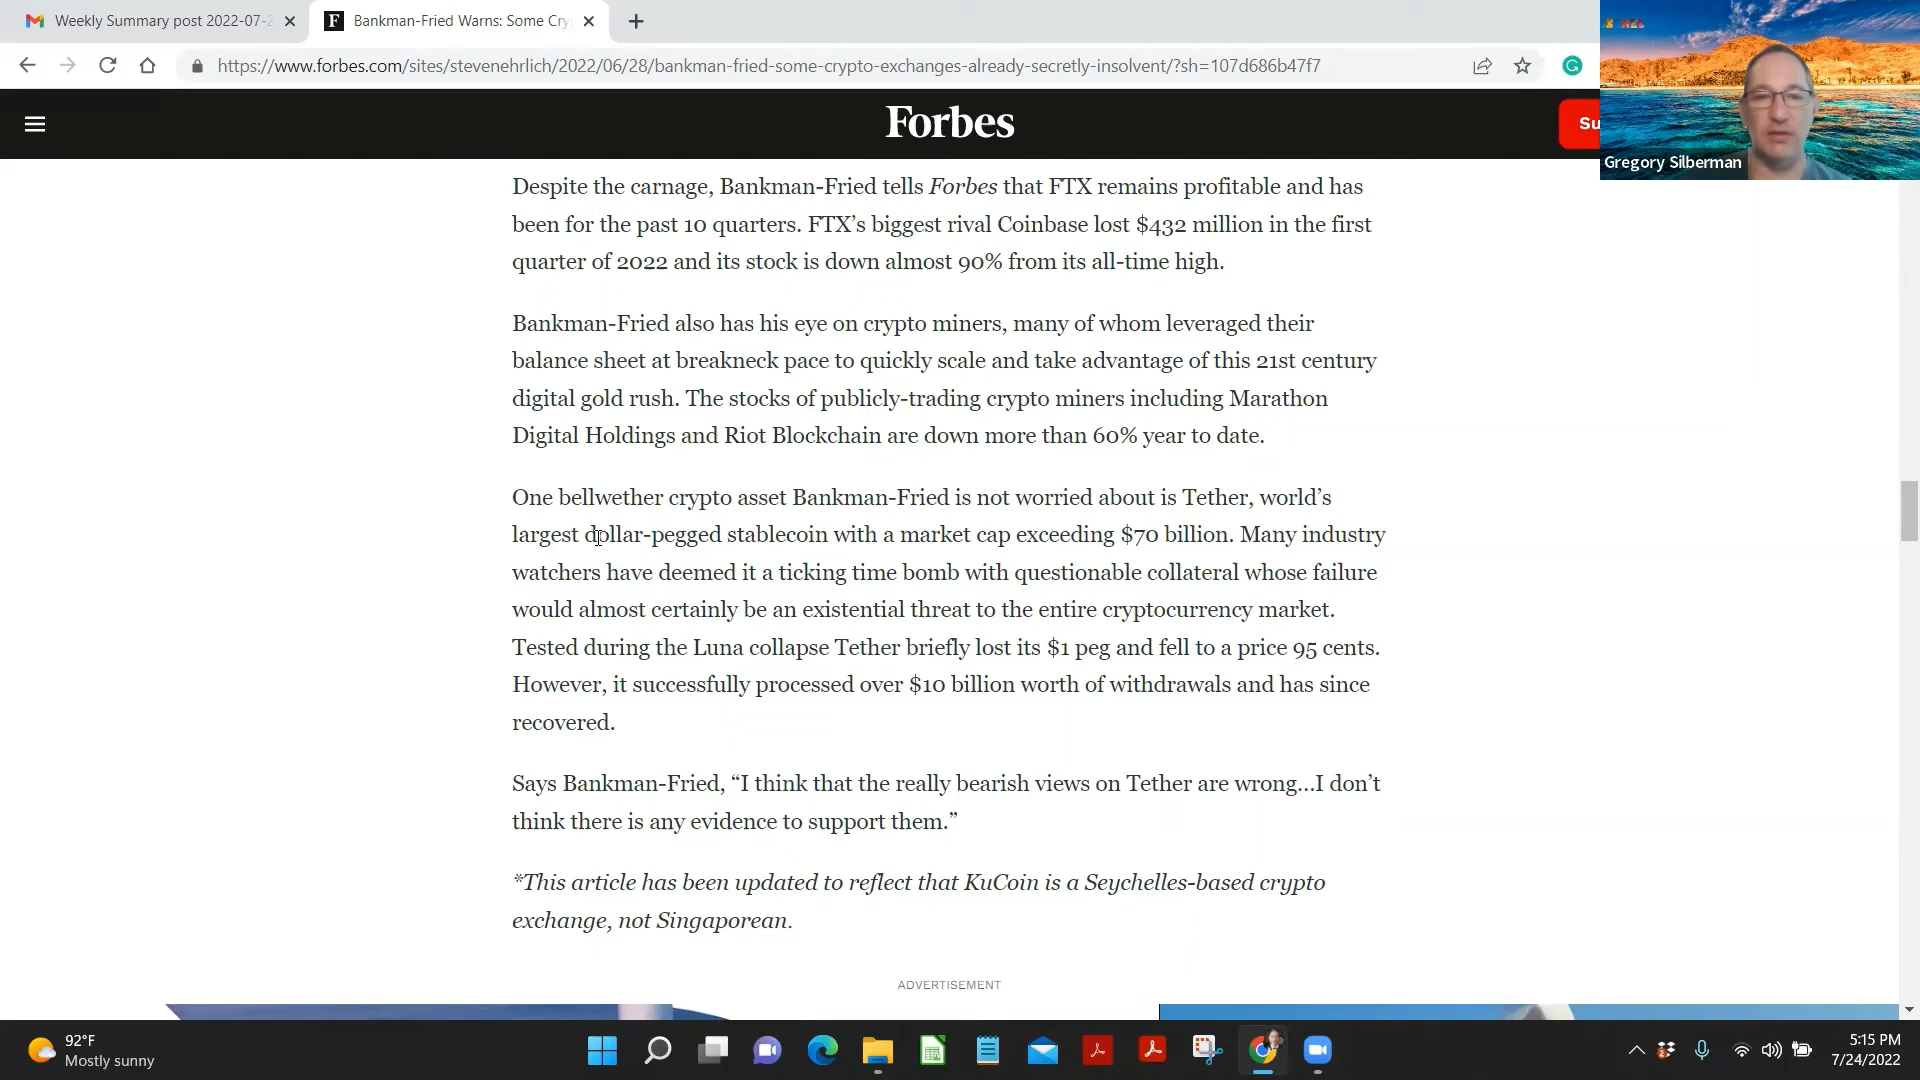 Weekly Summary post 2022-07-2
Bankman-Fried Warns: Some Cry
https://www.forbes.com/sites/stevenehrlich/2022/06/28/bankman-fried-some-crypto-exchanges-already-secretly-insolvent/?sh=107d686b47f7
Forbes
Su
Gregory Silberman
Despite the carnage, Bankman-Fried tells Forbes that FTX remains profitable and has
been for the past 10 quarters. FTX’s biggest rival Coinbase lost $432 million in the first
quarter of 2022 and its stock is down almost 90% from its all-time high.
Bankman-Fried also has his eye on crypto miners, many of whom leveraged their
balance sheet at breakneck pace to quickly scale and take advantage of this 21st century
digital gold rush. The stocks of publicly-trading crypto miners including Marathon
Digital Holdings and Riot Blockchain are down more than 60% year to date.
One bellwether crypto asset Bankman-Fried is not worried about is Tether, world’s
largest dollar-pegged stablecoin with a market cap exceeding $70 billion. Many industry
watchers have deemed it a ticking time bomb with questionable collateral whose failure
would almost certainly be an existential threat to the entire cryptocurrency market.
Tested during the Luna collapse Tether briefly lost its $1 peg and fell to a price 95 cents.
However, it successfully processed over $10 billion worth of withdrawals and has since
recovered.
Says Bankman-Fried, “I think that the really bearish views on Tether are wrong…I don’t
think there is any evidence to support them.”
*This article has been updated to reflect that KuCoin is a Seychelles-based crypto
exchange, not Singaporean.
ADVERTISEMENT
92°F
Mostly sunny
5:15 PM
7/24/2022